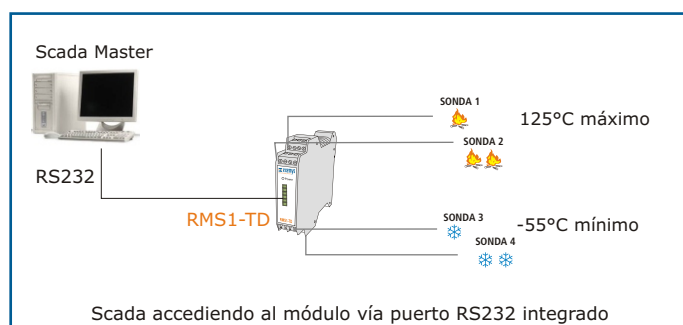 Scada Master
SONDA 1
125°C máximo
SONDA 2
RS232
RMS1-TD
SONDA 3
-55°C mínimo
SONDA 4
Scada accediendo al módulo vía puerto RS232 integrado